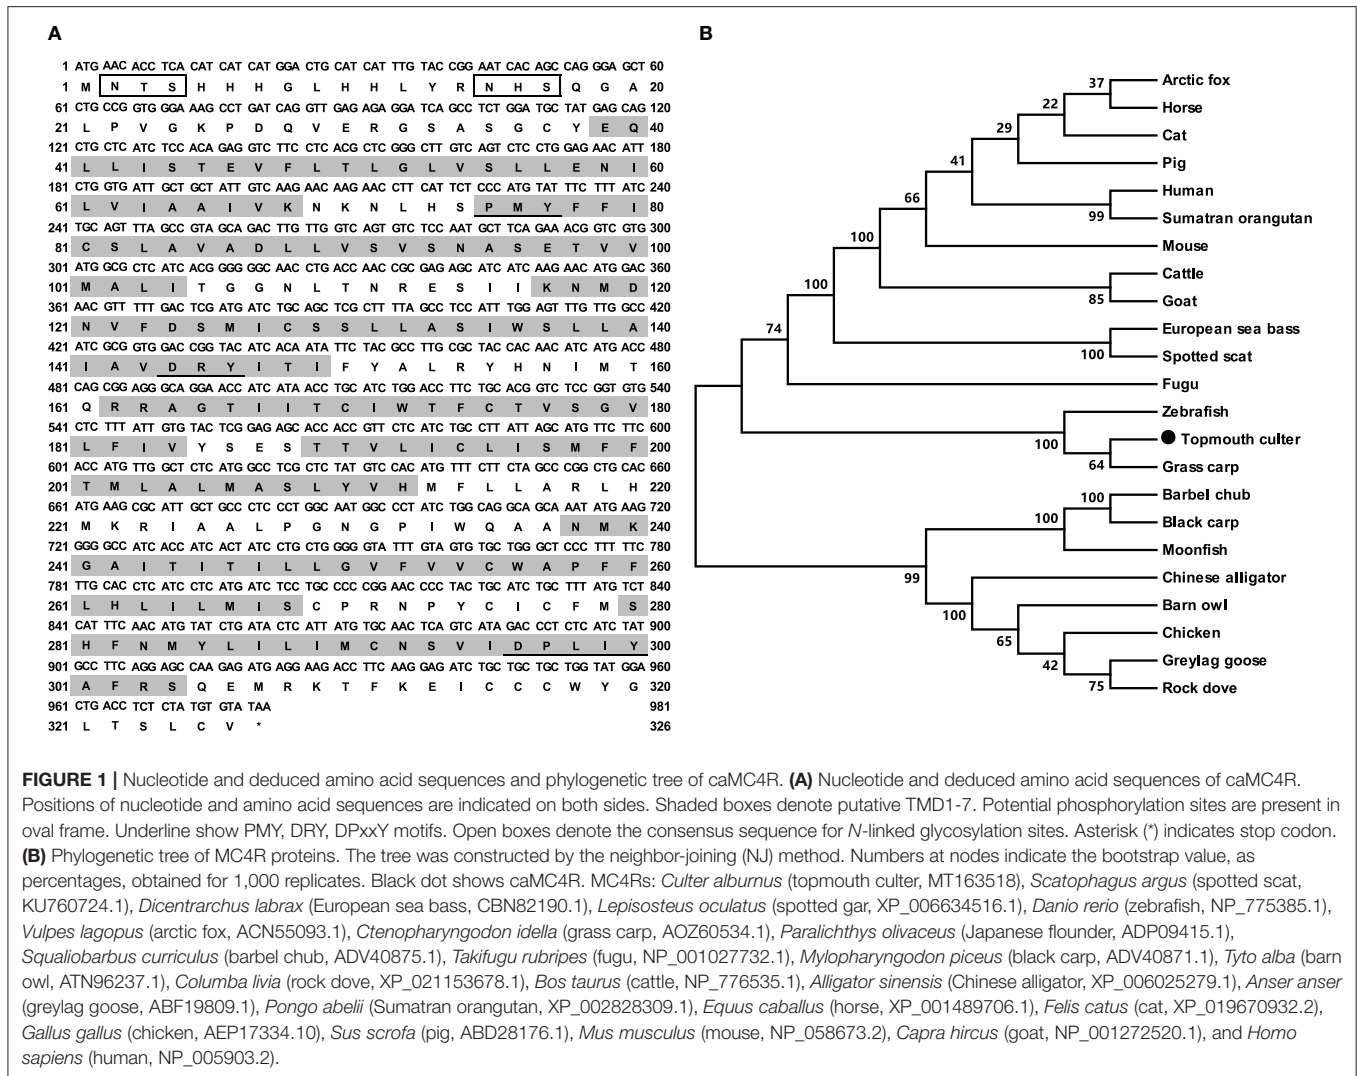 A
1 ATG AAC ACC TCA CAT CAT CAT GGA CTG CAT CAT TTG TAC CGG AAT CAC AGC CAG GGA GCT 60
1 M N T S H H H G L H H L Y R N H S Q G A 20
61 CTG CCG GTG GGA AAG CCT GAT CAG GTT GAG AGA GGA TCA GCC TCT GGA TGC TAT GAG CAG 120
21 L P V G K P D Q V E R G S A S G C Y E Q 40
121 CTG CTC ATC TCC ACA GAG GTC TTC CTC ACG CTC GGG CTT GTC AGT CTC CTG GAG AAC ATT 180
41 L L I S T E V F L T L G L V S L L E N I 60
181 CTG GTG ATT GCT GCT ATT GTC AAG AAC AAG AAC CTT CAT TCT CCC ATG TAT TTC TTT ATC 240
61 L V I A A I V K N K N L H S P M Y F F I 80
241 TGC AGT TTA GCC GTA GCA GAC TTG TTG GTC AGT GTC TCC AAT GCT TCA GAA ACG GTC GTG 300
81 C S L A V A D L L V S V S N A S E T V V 100
301 ATG GCG CTC ATC ACG GGG GGC AAC CTG ACC AAC CGC GAG AGC ATC ATC AAG AAC ATG GAC 360
101 M A L I T G G N L T N R E S I I K N M D 120
361 AAC GTT TTT GAC TCG ATG ATC TGC AGC TCG CTT TTA GCC TCC ATT TGG AGT TTG TTG GCC 420
121 N V F D S M I C S S L L A S I W S L L A 140
421 ATC GCG GTG GAC CGG TAC ATC ACA ATA TTC TAC GCC TTG CGC TAC CAC AAC ATC ATG ACC 480
141 I A V D R Y I T I F Y A L R Y H N I M T 160
481 CAG CGG AGG GCA GGA ACC ATC ATA ACC TGC ATC TGG ACC TTC TGC ACG GTC TCC GGT GTG 540
161 Q R R A G T I I T C I W T F C T V S G V 180
541 CTC TTT ATT GTG TAC TCG GAG AGC ACC ACC GTT CTC ATC TGC CTT ATT AGC ATG TTC TTC 600
181 L F I V Y S E S T T V L I C L I S M F F 200
601 ACC ATG TTG GCT CTC ATG GCC TCG CTC TAT GTC CAC ATG TTT CTT CTA GCC CGG CTG CAC 660
201 T M L A L M A S L Y V H M F L L A R L H 220
661 ATG AAG CGC ATT GCT GCC CTC CCT GGC AAT GGC CCT ATC TGG CAG GCA GCA AAT ATG AAG 720
221 M K R I A A L P G N G P I W Q A A N M K 240
721 GGG GCC ATC ACC ATC ACT ATC CTG CTG GGG GTA TTT GTA GTG TGC TGG GCT CCC TTT TTC 780
241 G A I T I T I L L G V F V V C W A P F F 260
781 TTG CAC CTC ATC CTC ATG ATC TCC TGC CCC CGG AAC CCC TAC TGC ATC TGC TTT ATG TCT 840
261 L H L I L M I S C P R N P Y C I C F M S 280
841 CAT TTC AAC ATG TAT CTG ATA CTC ATT ATG TGC AAC TCA GTC ATA GAC CCT CTC ATC TAT 900
281 H F N M Y L I L I M C N S V I D P L I Y 300
901 GCC TTC AGG AGC CAA GAG ATG AGG AAG ACC TTC AAG GAG ATC TGC TGC TGC TGG TAT GGA 960
301 A F R S Q E M R K T F K E I C C C W Y G 320
961 CTG ACC TCT CTA TGT GTA TAA 981
321 L T S L C V * 326
B
Arctic fox
37
Horse
22
Cat
29
Pig
41
Human
99
Sumatran orangutan
66
Mouse
100
Cattle
85
Goat
100
European sea bass
100
Spotted scat
74
Fugu
Zebrafish
100
Topmouth culter
64
Grass carp
Barbel chub
100
Black carp
100
Moonfish
99
Chinese alligator
100
Barn owl
65
Chicken
42
Greylag goose
75
Rock dove
FIGURE 1 | Nucleotide and deduced amino acid sequences and phylogenetic tree of caMC4R. (A) Nucleotide and deduced amino acid sequences of caMC4R.
Positions of nucleotide and amino acid sequences are indicated on both sides. Shaded boxes denote putative TMD1-7. Potential phosphorylation sites are present in
oval frame. Underline show PMY, DRY, DPxxY motifs. Open boxes denote the consensus sequence for N-linked glycosylation sites. Asterisk (*) indicates stop codon.
(B) Phylogenetic tree of MC4R proteins. The tree was constructed by the neighbor-joining (NJ) method. Numbers at nodes indicate the bootstrap value, as
percentages, obtained for 1,000 replicates. Black dot shows caMC4R. MC4Rs: Culter alburnus (topmouth culter, MT163518), Scatophagus argus (spotted scat,
KU760724.1), Dicentrarchus labrax (European sea bass, CBN82190.1), Lepisosteus oculatus (spotted gar, XP_006634516.1), Danio rerio (zebrafish, NP_775385.1),
Vulpes lagopus (arctic fox, ACN55093.1), Ctenopharyngodon idella (grass carp, AOZ60534.1), Paralichthys olivaceus (Japanese flounder, ADP09415.1),
Squaliobarbus curriculus (barbel chub, ADV40875.1), Takifugu rubripes (fugu, NP_001027732.1), Mylopharyngodon piceus (black carp, ADV40871.1), Tyto alba (barn
owl, ATN96237.1), Columba livia (rock dove, XP_021153678.1), Bos taurus (cattle, NP_776535.1), Alligator sinensis (Chinese alligator, XP_006025279.1), Anser anser
(greylag goose, ABF19809.1), Pongo abelii (Sumatran orangutan, XP_002828309.1), Equus caballus (horse, XP_001489706.1), Felis catus (cat, XP_019670932.2),
Gallus gallus (chicken, AEP17334.10), Sus scrofa (pig, ABD28176.1), Mus musculus (mouse, NP_058673.2), Capra hircus (goat, NP_001272520.1), and Homo
sapiens (human, NP_005903.2).